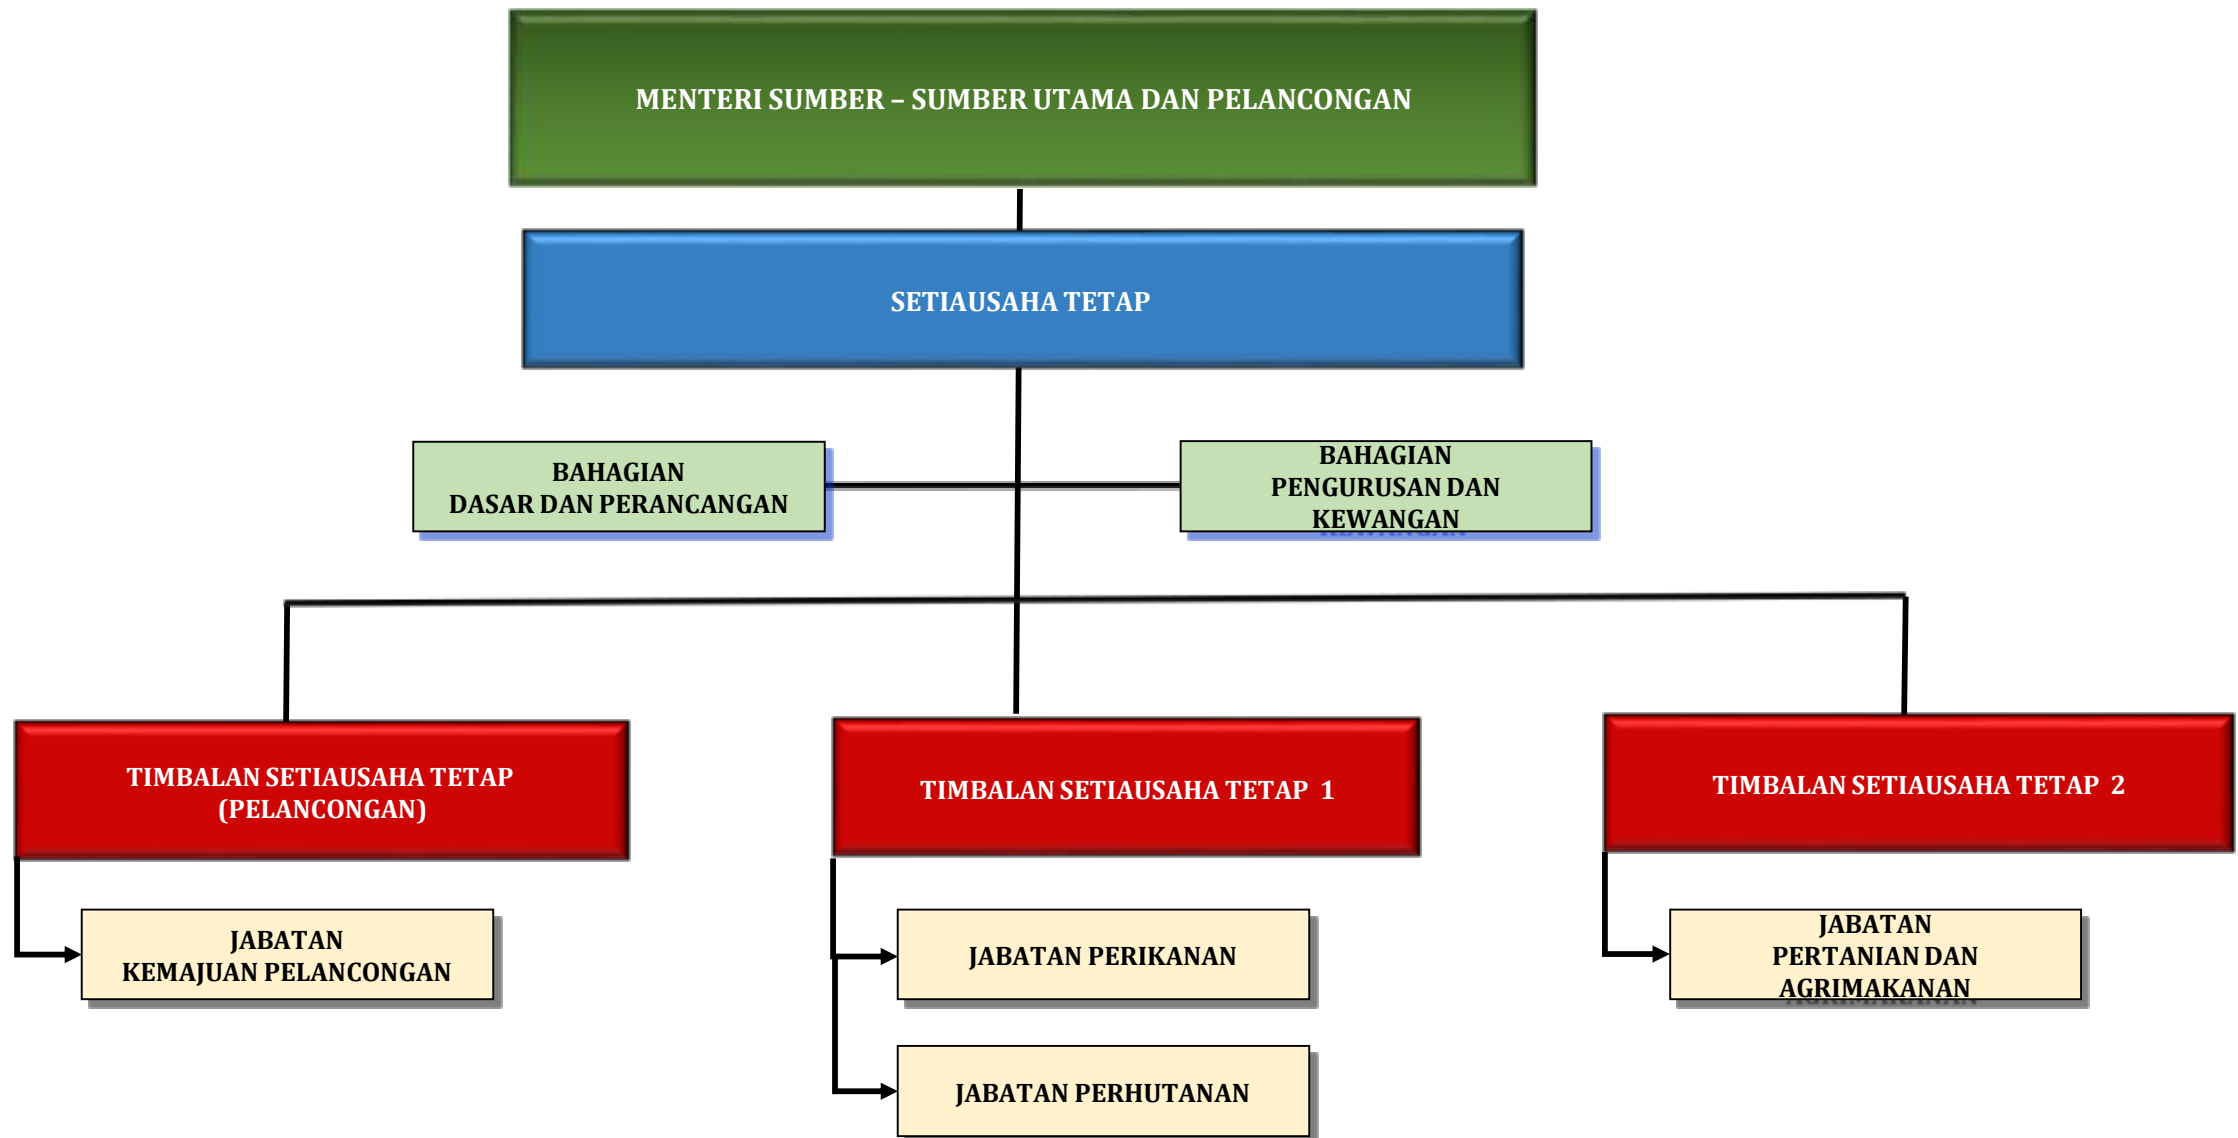 MENTERI SUMBER – SUMBER UTAMA DAN PELANCONGAN
SETIAUSAHA TETAP
BAHAGIAN
DASAR DAN PERANCANGAN
BAHAGIAN
PENGURUSAN DAN
KEWANGAN
TIMBALAN SETIAUSAHA TETAP
(PELANCONGAN)
TIMBALAN SETIAUSAHA TETAP 1
TIMBALAN SETIAUSAHA TETAP 2
JABATAN
KEMAJUAN PELANCONGAN
JABATAN PERIKANAN
JABATAN
PERTANIAN DAN
AGRIMAKANAN
JABATAN PERHUTANAN